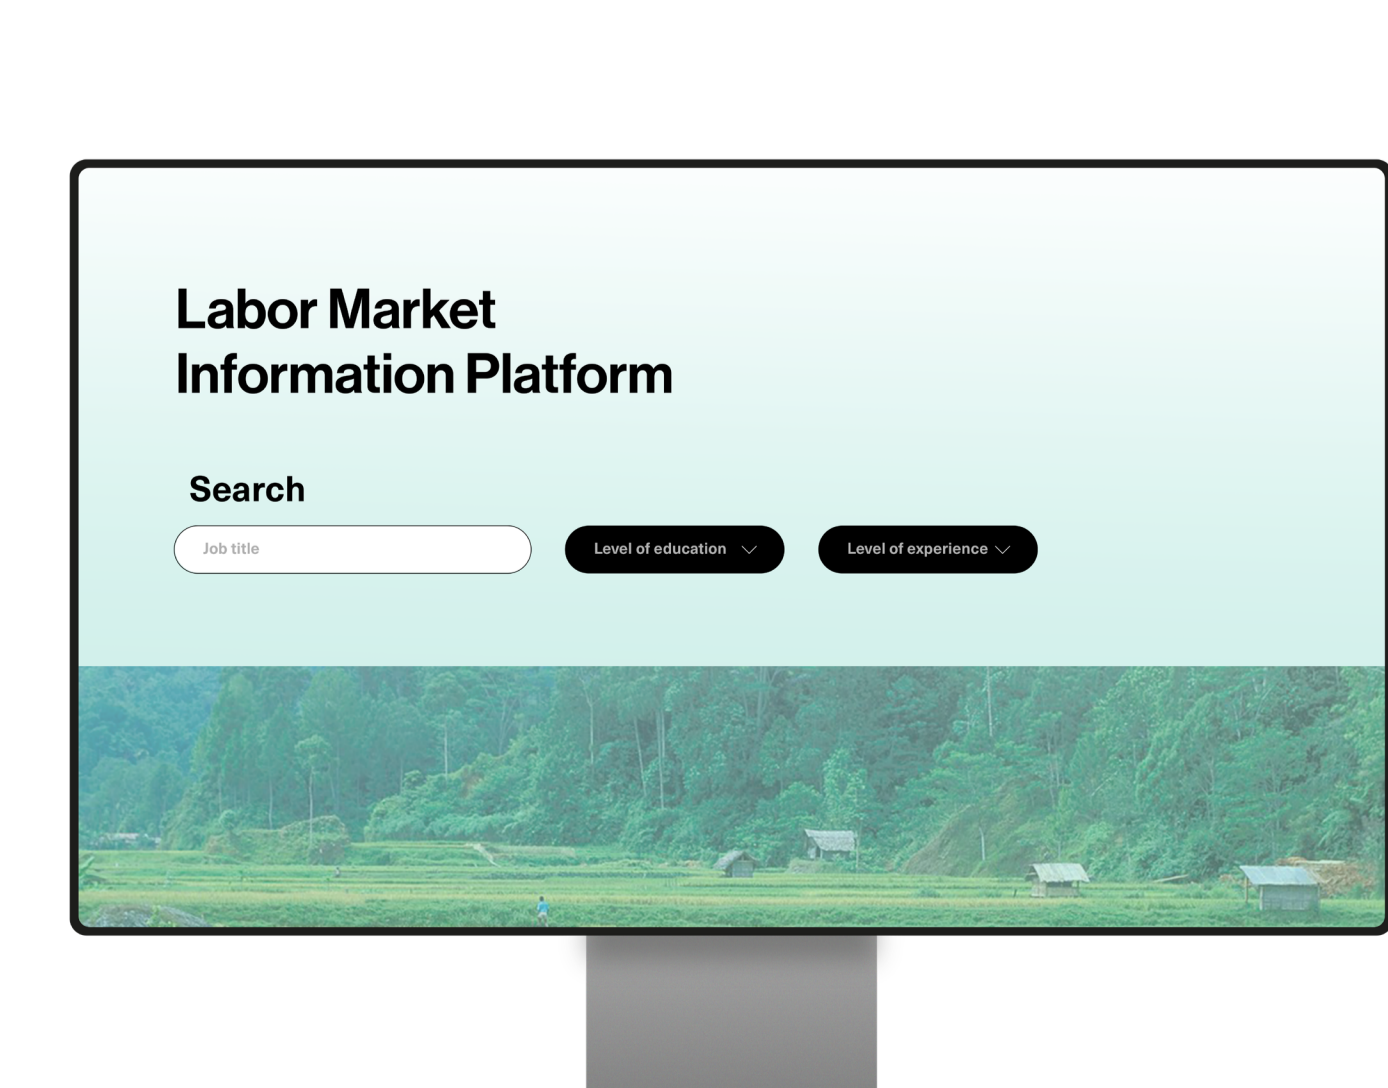 Labor Market
Information Platform
Search
Job title
Level of education
Level of experience